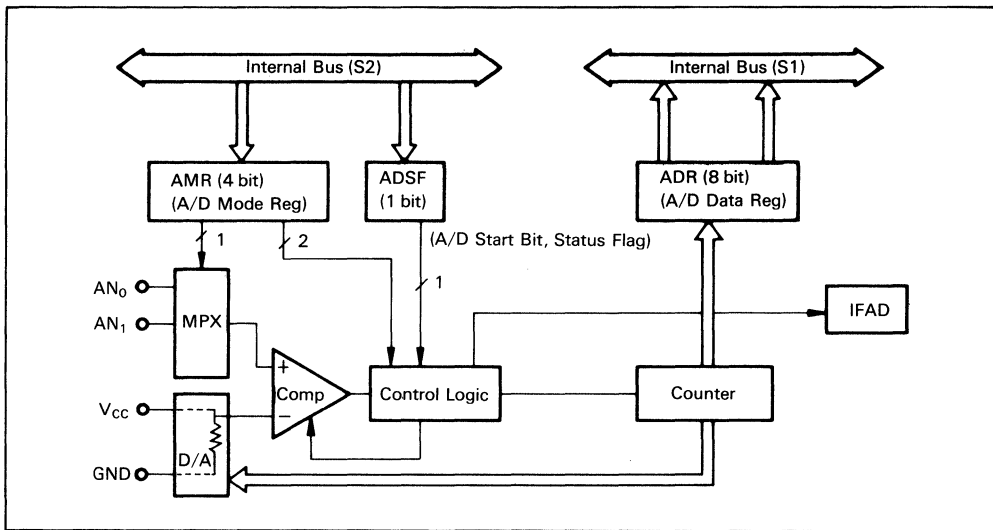 Internal Bus (S2)
Internal Bus (S1)
AMR (4 bit)
(A/D Mode Reg)
ADSF
(1 bit)
ADR (8 bit)
(A/D Data Reg)
1
2
(A/D Start Bit, Status Flag)
1
AN₀
AN₁
MPX
IFAD
+
Comp
−
Control Logic
Counter
V_CC
D/A
GND